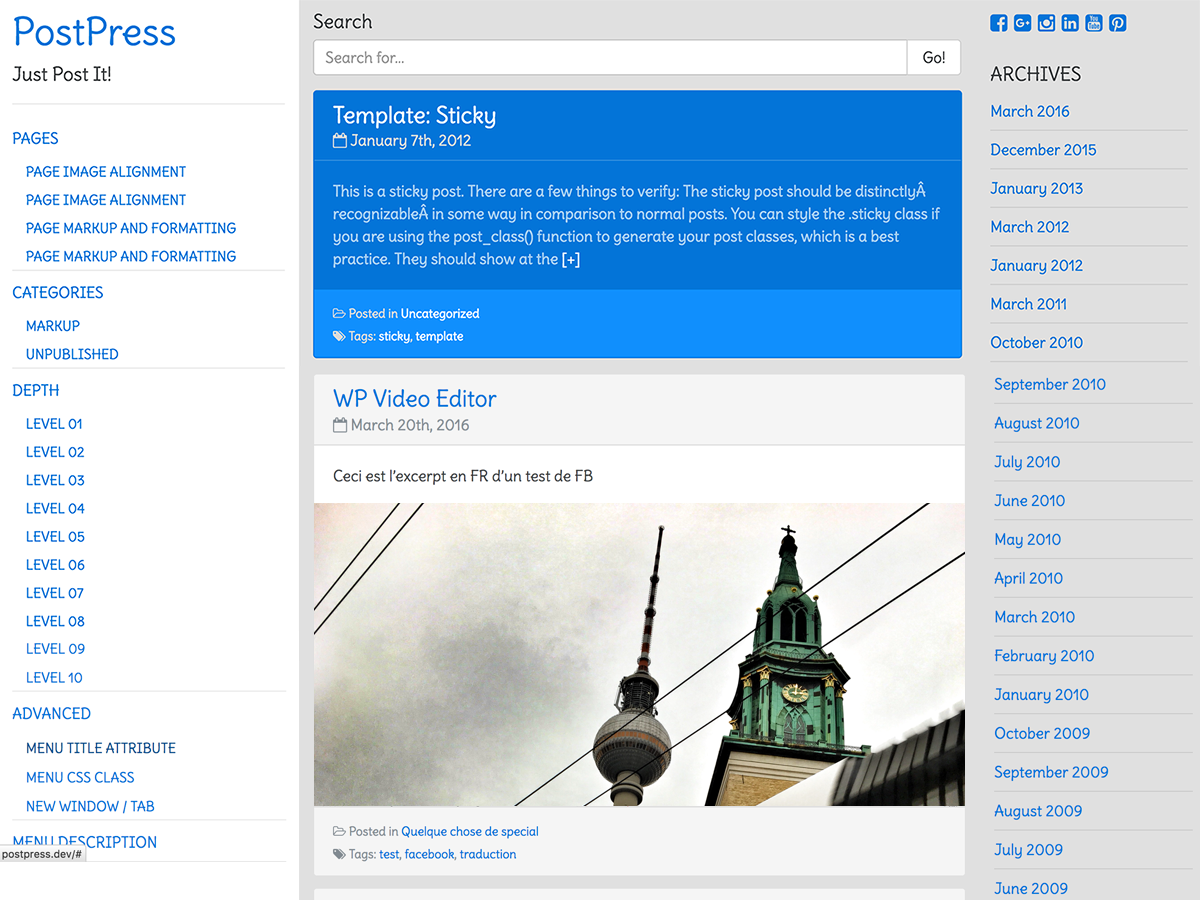 PostPress
Just Post It!
PAGES
PAGE IMAGE ALIGNMENT
PAGE IMAGE ALIGNMENT
PAGE MARKUP AND FORMATTING
PAGE MARKUP AND FORMATTING
CATEGORIES
MARKUP
UNPUBLISHED
DEPTH
LEVEL 01
LEVEL 02
LEVEL 03
LEVEL 04
LEVEL 05
LEVEL 06
LEVEL 07
LEVEL 08
LEVEL 09
LEVEL 10
ADVANCED
MENU TITLE ATTRIBUTE
MENU CSS CLASS
NEW WINDOW / TAB
MENU DESCRIPTION
postpress.dev/#
Search
Search for...
Go!
Template: Sticky
January 7th, 2012
This is a sticky post. There are a few things to verify: The sticky post should be distinctlyÂ
recognizableÂ in some way in comparison to normal posts. You can style the .sticky class if
you are using the post_class() function to generate your post classes, which is a best
practice. They should show at the [+]
Posted in Uncategorized
Tags: sticky, template
WP Video Editor
March 20th, 2016
Ceci est l'excerpt en FR d'un test de FB
Posted in Quelque chose de special
Tags: test, facebook, traduction
ARCHIVES
March 2016
December 2015
January 2013
March 2012
January 2012
March 2011
October 2010
September 2010
August 2010
July 2010
June 2010
May 2010
April 2010
March 2010
February 2010
January 2010
October 2009
September 2009
August 2009
July 2009
June 2009